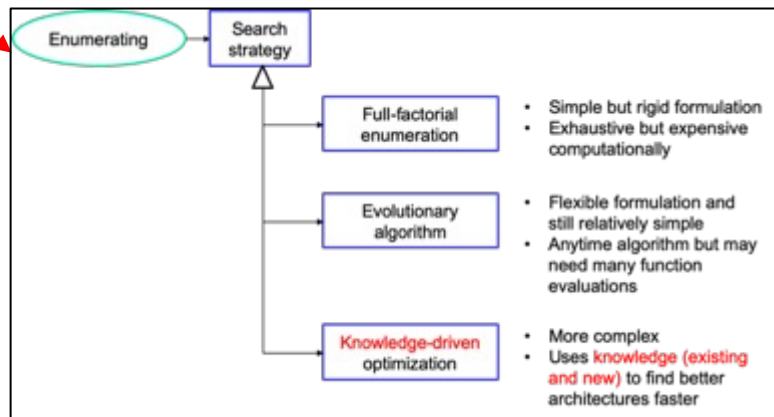 Enumerating
Search
strategy
Full-factorial
enumeration
• Simple but rigid formulation
• Exhaustive but expensive
computationally
Evolutionary
algorithm
• Flexible formulation and
still relatively simple
• Anytime algorithm but may
need many function
evaluations
Knowledge-driven
optimization
• More complex
• Uses knowledge (existing
and new) to find better
architectures faster